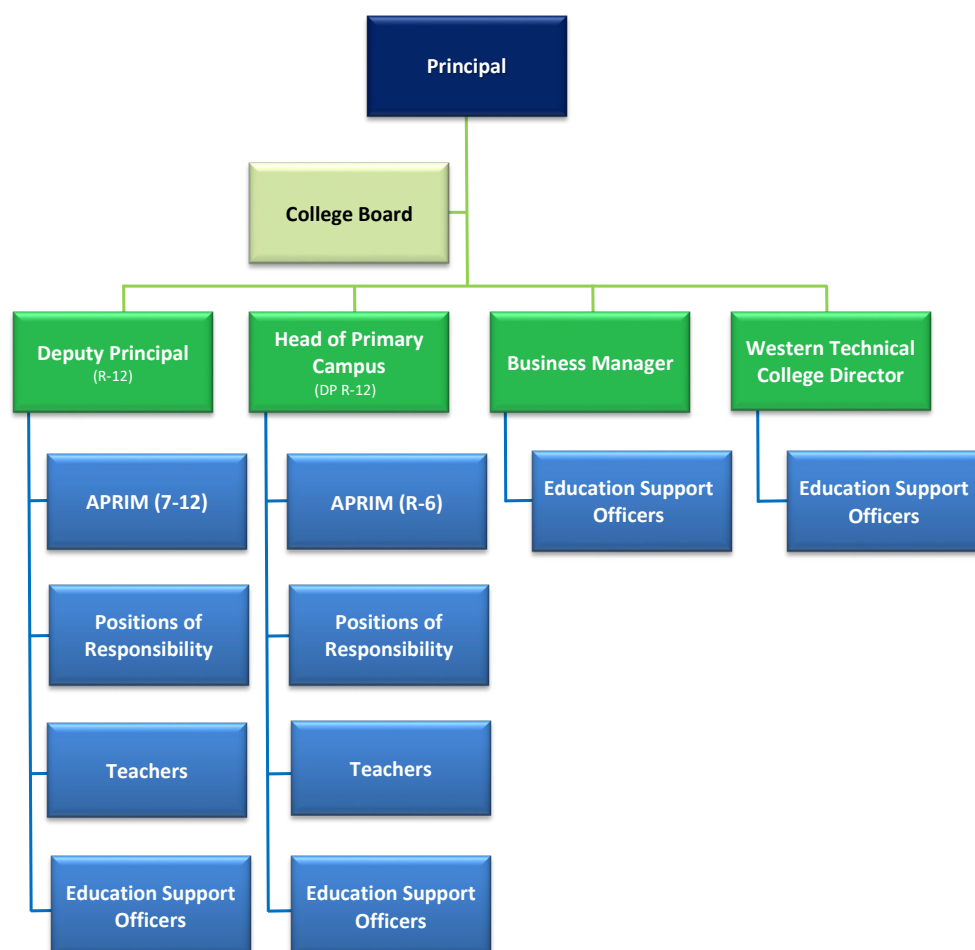 Principal
College Board
Deputy Principal
(R-12)
Head of Primary
Campus
(DP R-12)
Business Manager
Western Technical
College Director
APRIM (7-12)
APRIM (R-6)
Education Support
Officers
Education Support
Officers
Positions of
Responsibility
Positions of
Responsibility
Teachers
Teachers
Education Support
Officers
Education Support
Officers